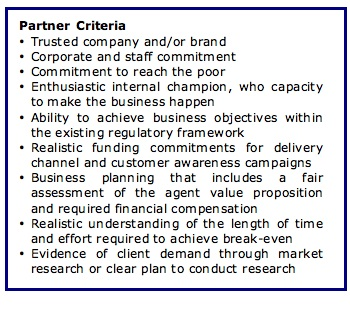 Partner Criteria
• Trusted company and/or brand
• Corporate and staff commitment
• Commitment to reach the poor
• Enthusiastic internal champion, who capacity
to make the business happen
• Ability to achieve business objectives within
the existing regulatory framework
• Realistic funding commitments for delivery
channel and customer awareness campaigns
• Business planning that includes a fair
assessment of the agent value proposition
and required financial compensation
• Realistic understanding of the length of time
and effort required to achieve break-even
• Evidence of client demand through market
research or clear plan to conduct research